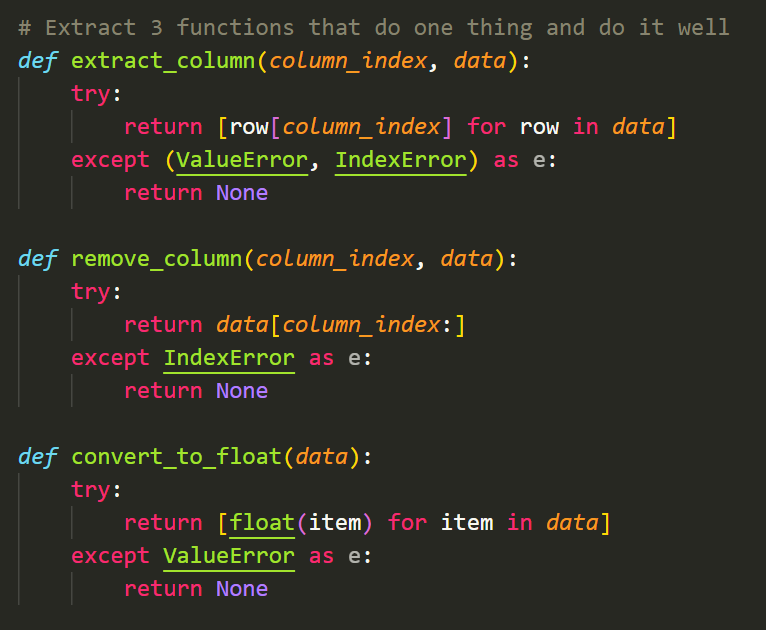 # Extract 3 functions that do one thing and do it well
def extract_column(column_index, data):
    try:
        return [row[column_index] for row in data]
    except (ValueError, IndexError) as e:
        return None

def remove_column(column_index, data):
    try:
        return data[column_index:]
    except IndexError as e:
        return None

def convert_to_float(data):
    try:
        return [float(item) for item in data]
    except ValueError as e:
        return None